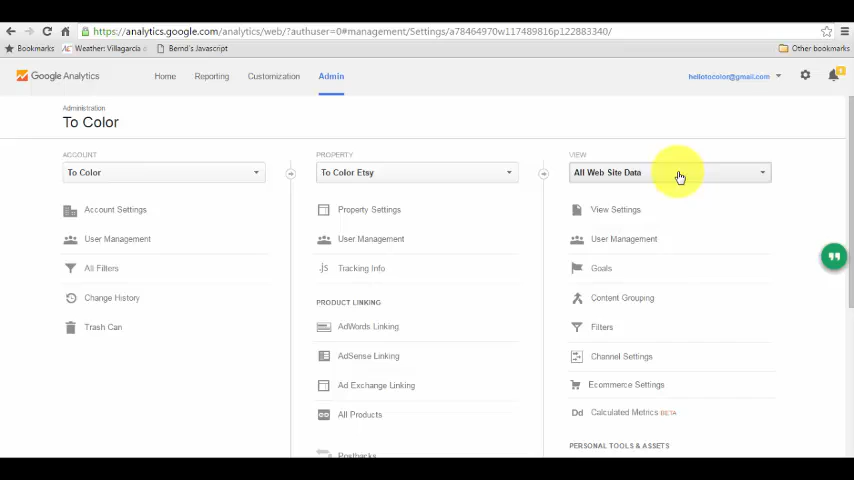 https://analytics.google.com/analytics/web/?authuser=0#management/Settings/a78464970w117489816p122883340/
Bookmarks
Weather: Villagarcia
Bernd's Javascript
Other bookmarks
Google Analytics
Home
Reporting
Customization
Admin
hellotocolor@gmail.com
1
Administration
To Color
ACCOUNT
To Color
Account Settings
User Management
All Filters
Change History
Trash Can
PROPERTY
To Color Etsy
Property Settings
User Management
.js Tracking Info
PRODUCT LINKING
AdWords Linking
AdSense Linking
Ad Exchange Linking
All Products
Postbacks
VIEW
All Web Site Data
View Settings
User Management
Goals
Content Grouping
Filters
Channel Settings
Ecommerce Settings
Dd Calculated Metrics BETA
PERSONAL TOOLS & ASSETS